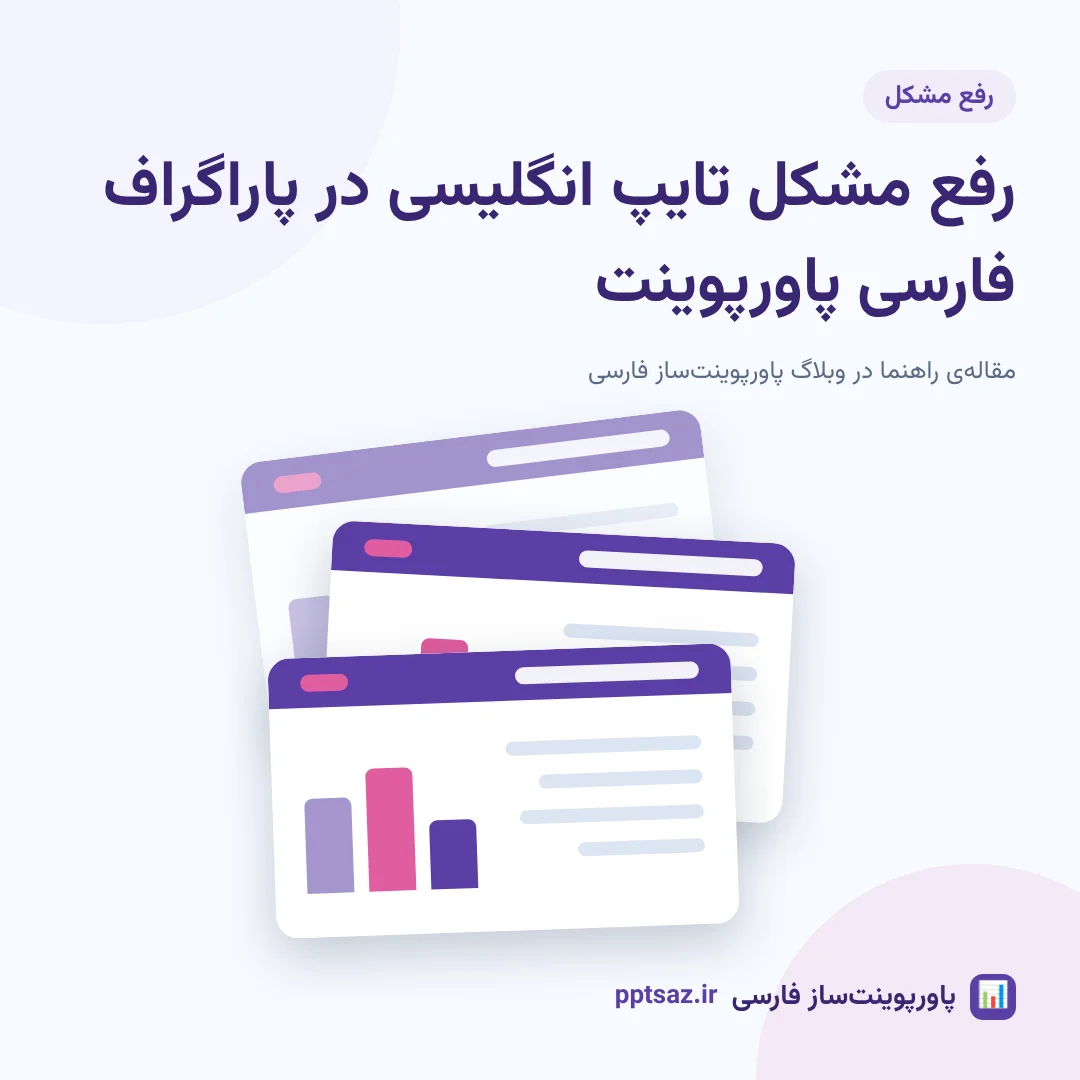 رفع مشکل
رفع مشکل تایپ انگلیسی در پاراگراف
فارسی پاورپوینت
مقاله‌ی راهنما در وبلاگ پاورپوینت‌ساز فارسی
پاورپوینت‌ساز فارسی pptsaz.ir